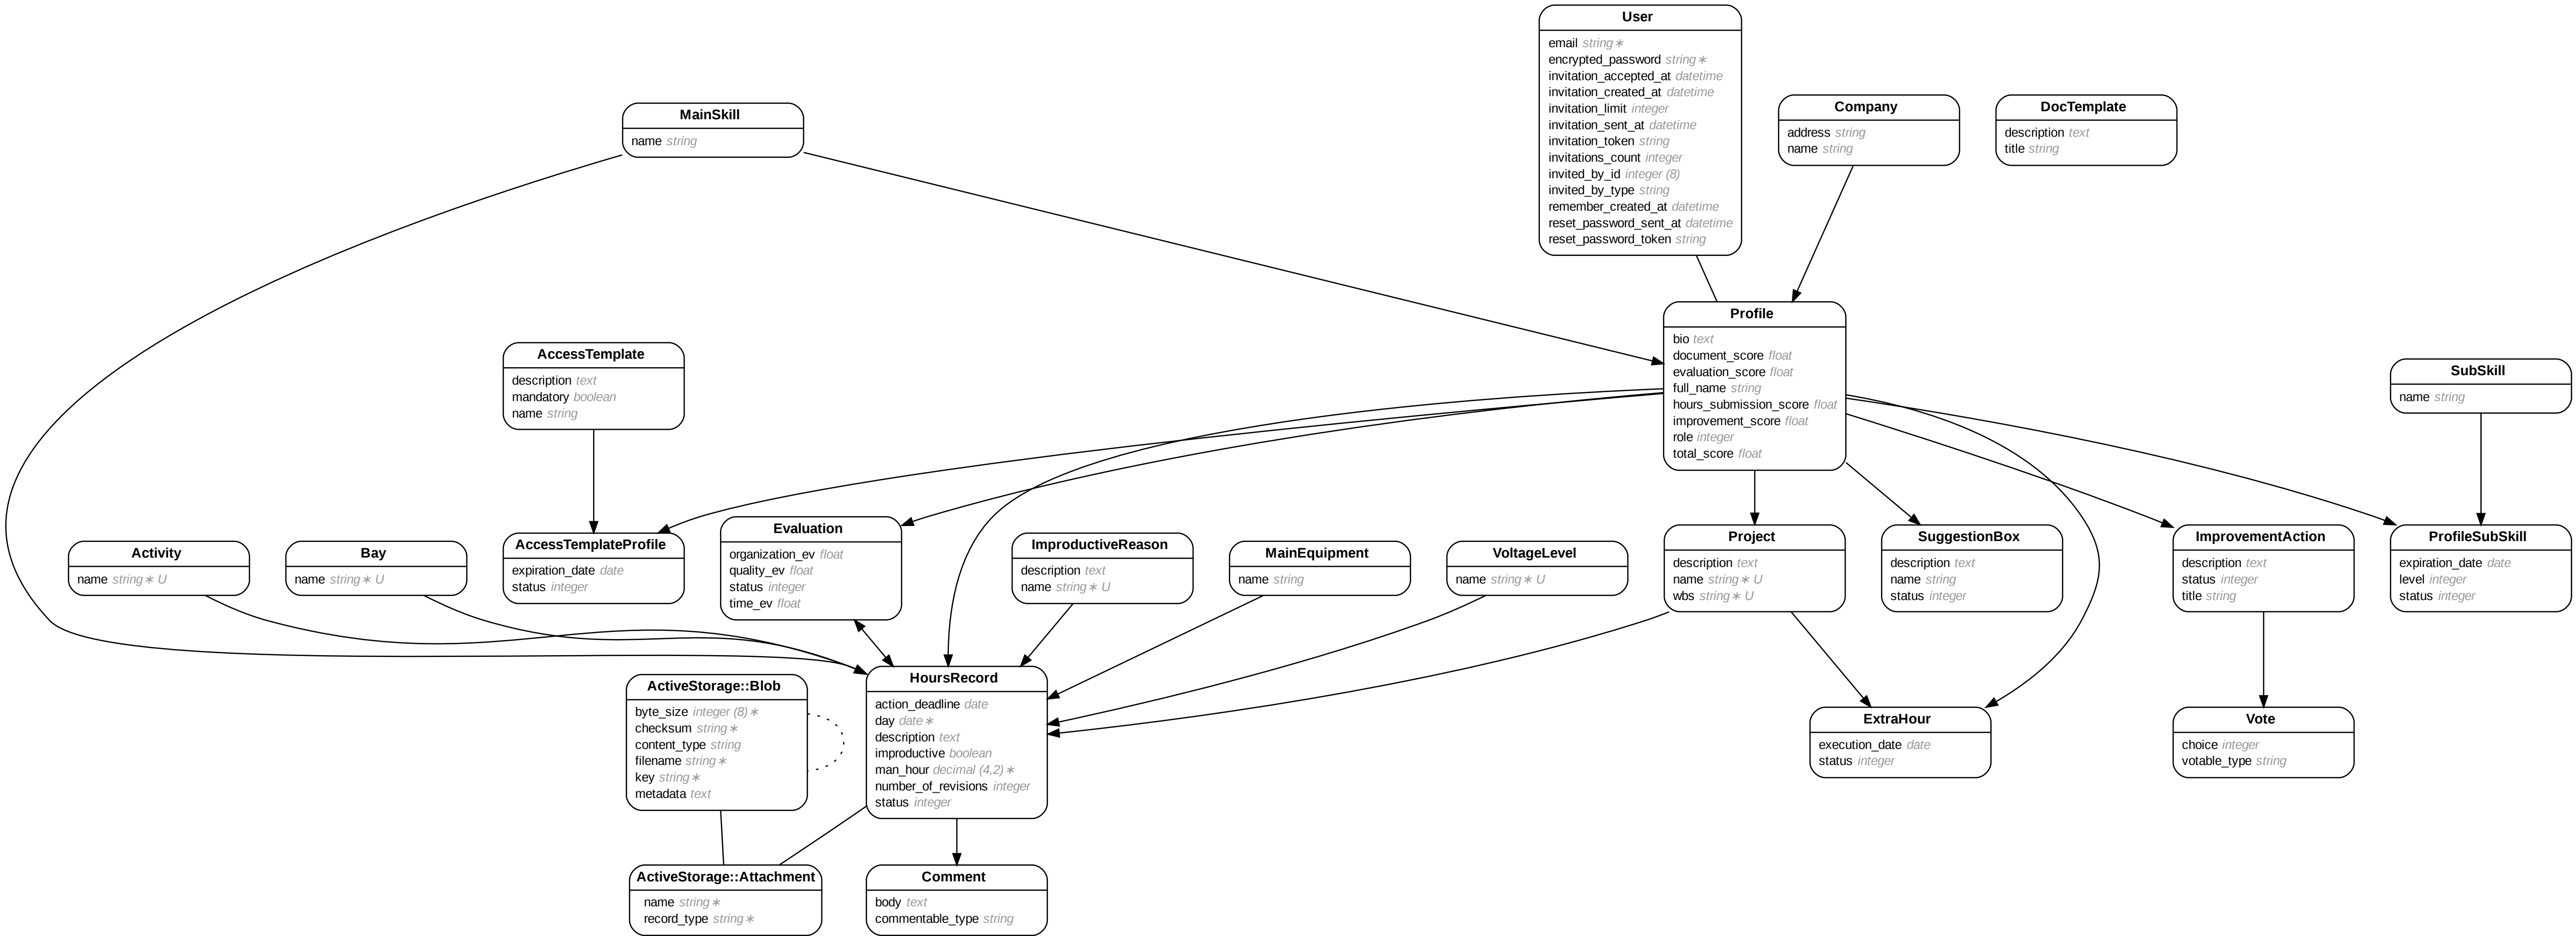 User
email string∗
encrypted_password string∗
invitation_accepted_at datetime
invitation_created_at datetime
invitation_limit integer
invitation_sent_at datetime
invitation_token string
invitations_count integer
invited_by_id integer (8)
invited_by_type string
remember_created_at datetime
reset_password_sent_at datetime
reset_password_token string
MainSkill
name string
Company
address string
name string
DocTemplate
description text
title string
Profile
bio text
document_score float
evaluation_score float
full_name string
hours_submission_score float
improvement_score float
role integer
total_score float
AccessTemplate
description text
mandatory boolean
name string
SubSkill
name string
Activity
name string∗ U
Bay
name string∗ U
AccessTemplateProfile
expiration_date date
status integer
Evaluation
organization_ev float
quality_ev float
status integer
time_ev float
ImproductiveReason
description text
name string∗ U
MainEquipment
name string
VoltageLevel
name string∗ U
Project
description text
name string∗ U
wbs string∗ U
SuggestionBox
description text
name string
status integer
ImprovementAction
description text
status integer
title string
ProfileSubSkill
expiration_date date
level integer
status integer
ActiveStorage::Blob
byte_size integer (8)∗
checksum string∗
content_type string
filename string∗
key string∗
metadata text
HoursRecord
action_deadline date
day date∗
description text
improductive boolean
man_hour decimal (4,2)∗
number_of_revisions integer
status integer
ExtraHour
execution_date date
status integer
Vote
choice integer
votable_type string
ActiveStorage::Attachment
name string∗
record_type string∗
Comment
body text
commentable_type string